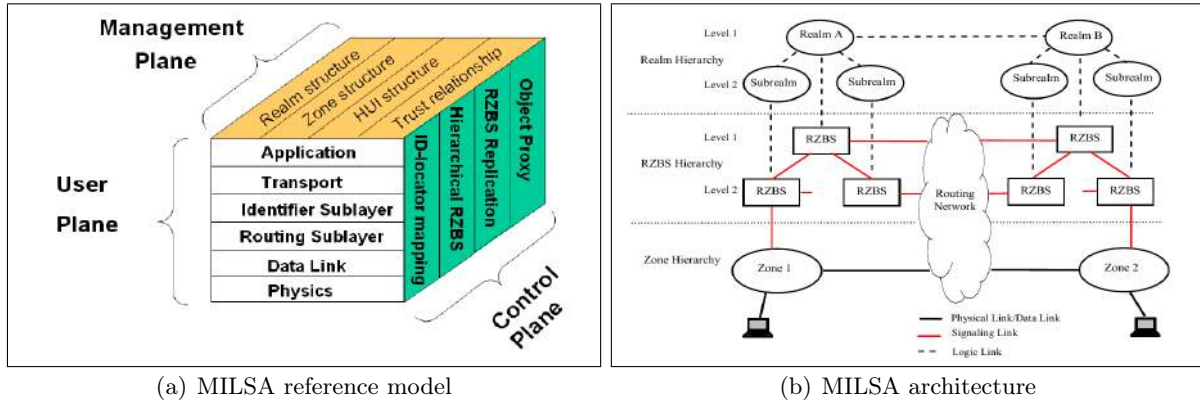 Management
Plane
Realm structure
Zone structure
HUI structure
Trust relationship
User
Plane
Application
Transport
Identifier Sublayer
Routing Sublayer
Data Link
Physics
ID-locator mapping
Hierarchical RZBS
RZBS Replication
Object Proxy
Control
Plane
(a) MILSA reference model
Level 1
Realm A
Realm B
Realm Hierarchy
Level 2
Subrealm
Subrealm
Subrealm
Subrealm
Level 1
RZBS
RZBS
RZBS Hierarchy
Level 2
RZBS
RZBS
Routing
Network
RZBS
RZBS
Zone Hierarchy
Zone 1
Zone 2
Physical Link/Data Link
Signaling Link
Logic Link
(b) MILSA architecture